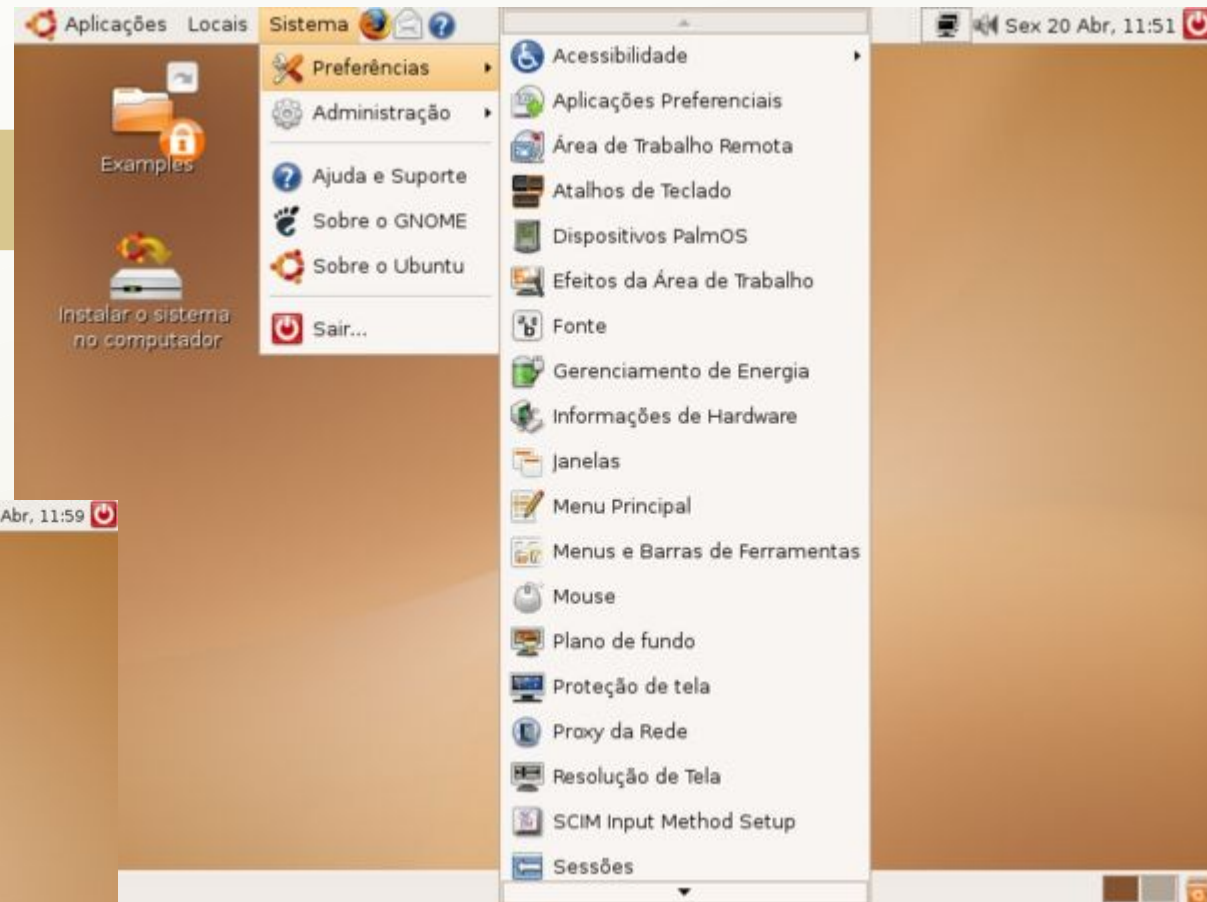 Aplicações Locais Sistema Sex 20 Abr, 11:51
Examples
Instalar o sistema
no computador
Preferências
Administração
Ajuda e Suporte
Sobre o GNOME
Sobre o Ubuntu
Sair...
Acessibilidade
Aplicações Preferenciais
Área de Trabalho Remota
Atalhos de Teclado
Dispositivos PalmOS
Efeitos da Área de Trabalho
Fonte
Gerenciamento de Energia
Informações de Hardware
Janelas
Menu Principal
Menus e Barras de Ferramentas
Mouse
Plano de fundo
Proteção de tela
Proxy da Rede
Resolução de Tela
SCIM Input Method Setup
Sessões
Abr, 11:59